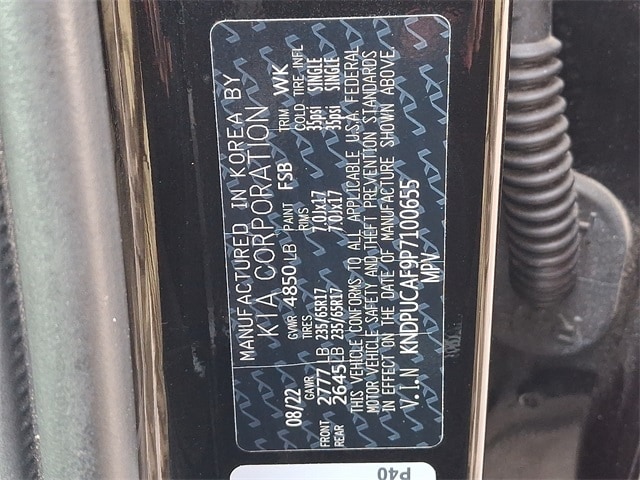 MANUFACTURED IN KOREA BY
KIA CORPORATION
08/22 GVWR 4850LB PAINT FSB TRIM WK
GAWR TIRES RIMS COLD TIRE INFL
FRONT 2777LB 235/65R17 7.0JX17 35psi SINGLE
REAR 2645LB 235/65R17 7.0JX17 35psi SINGLE
THIS VEHICLE CONFORMS TO ALL APPLICABLE U.S.A. FEDERAL
MOTOR VEHICLE SAFETY AND THEFT PREVENTION STANDARDS
IN EFFECT ON THE DATE OF MANUFACTURE SHOWN ABOVE
V.I.N KNDPUCAF9P7100655
MPV
P40